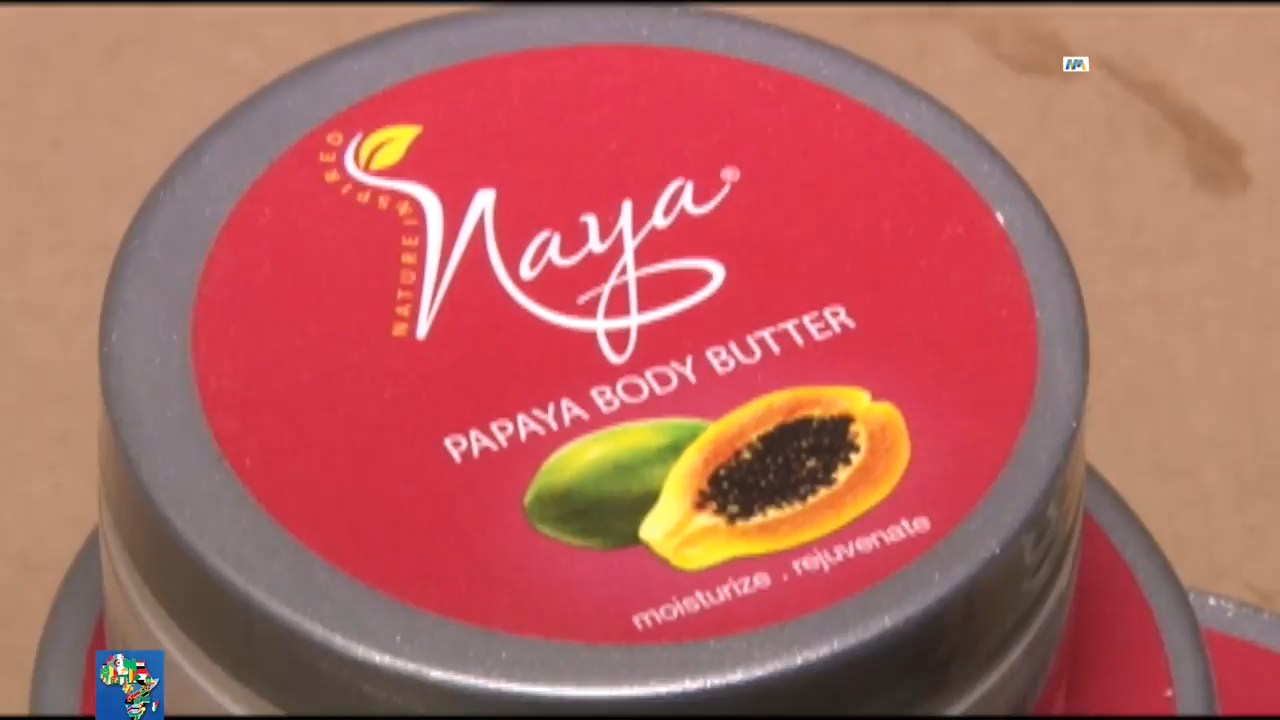 NATURE INSPIRED
Naya®
PAPAYA BODY BUTTER
moisturize . rejuvenate